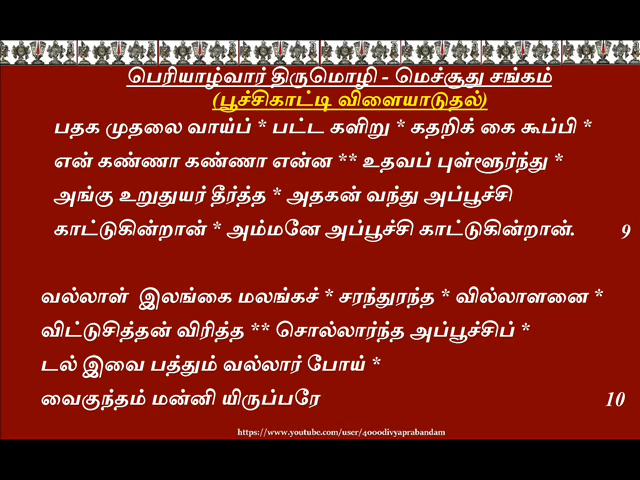 பெரியாழ்வார் திருமொழி - மெச்சூது சங்கம்
(பூச்சிகாட்டி விளையாடுதல்)
பதக முதலை வாய்ப் * பட்ட களிறு * கதறிக் கை கூப்பி *
என் கண்ணா கண்ணா என்ன ** உதவப் புள்ளூர்ந்து *
அங்கு உறுதுயர் தீர்த்த * அதகன் வந்து அப்பூச்சி
காட்டுகின்றான் * அம்மனே அப்பூச்சி காட்டுகின்றான். 9
வல்லாள் இலங்கை மலங்கச் * சரந்துரந்த * வில்லாளனை *
விட்டுசித்தன் விரித்த ** சொல்லார்ந்த அப்பூச்சிப் *
டல் இவை பத்தும் வல்லார் போய் *
வைகுந்தம் மன்னி யிருப்பரே 10
https://www.youtube.com/user/4000divyaprabandam